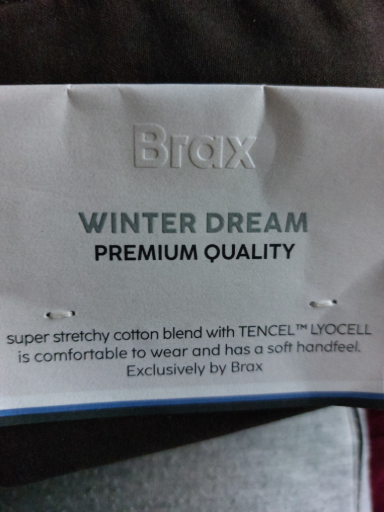 Brax
WINTER DREAM
PREMIUM QUALITY
super stretchy cotton blend with TENCEL™ LYOCELL
is comfortable to wear and has a soft handfeel.
Exclusively by Brax